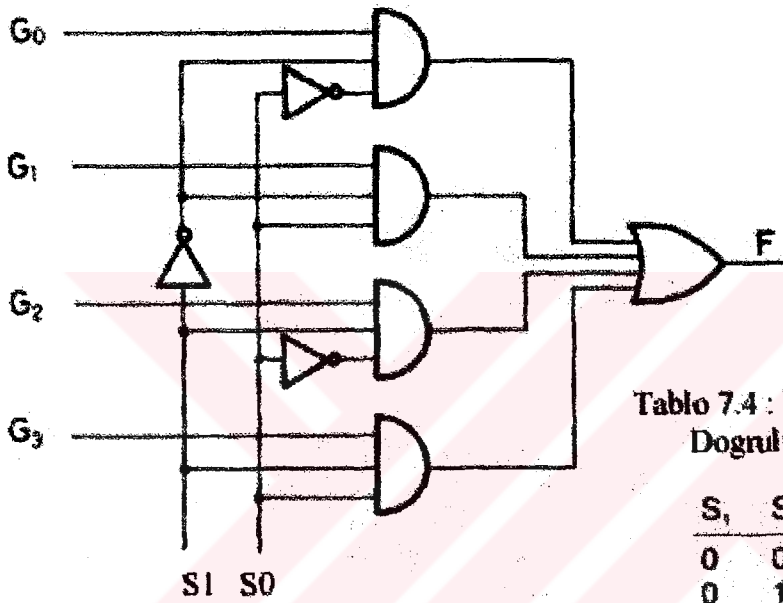 G₀
G₁
G₂
G₃
F
S1 S0
Tablo 7.4 :
Dogrul
S₁ S
0 0
0 1